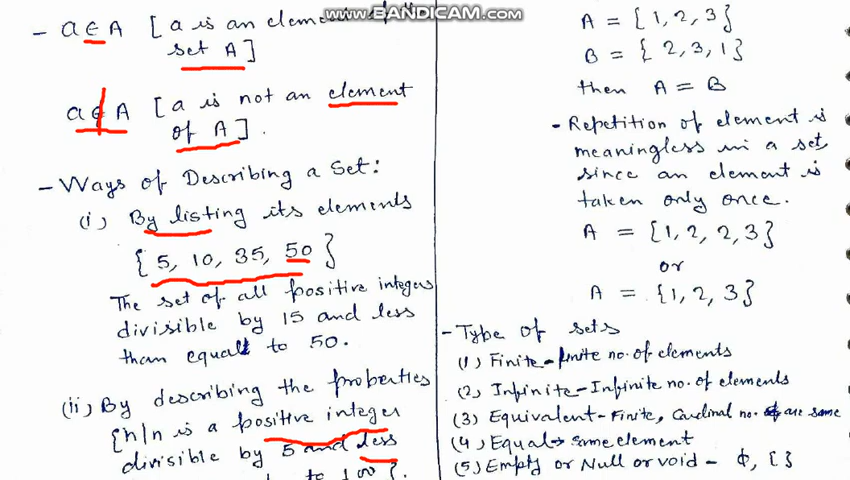 www.BANDICAM.com
- a ∈ A [a is an element of the
set A]
a ∉ A [a is not an element
of A].
- Ways of Describing a Set:
(i) By listing its elements
{5, 10, 35, 50}
The set of all positive integers
divisible by 15 and less
than equal to 50.
(ii) By describing the properties
{n|n is a positive integer
divisible by 5 and less
to 100}.
A = {1, 2, 3}
B = {2, 3, 1}
then A = B
- Repetition of element is
meaningless in a set,
since an element is
taken only once.
A = {1, 2, 2, 3}
or
A = {1, 2, 3}
- Type of sets
(1) Finite - finite no. of elements
(2) Infinite - Infinite no. of elements
(3) Equivalent - Finite, Cardinal no. are same
(4) Equal → same element
(5) Empty or Null or void - ϕ, { }